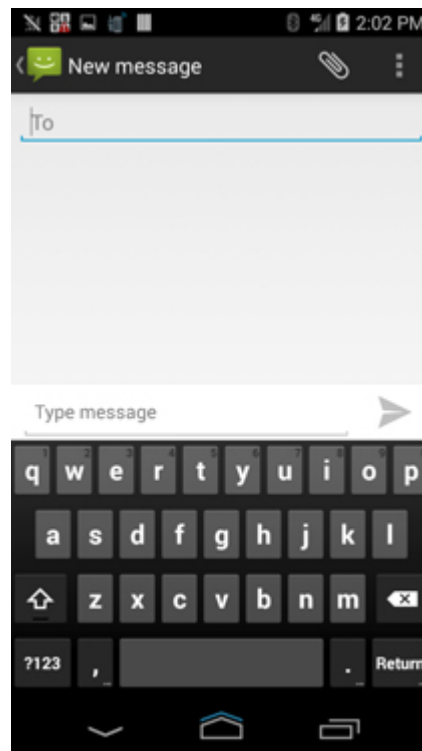 2:02 PM
New message
To
Type message
q w e r t y u i o p
a s d f g h j k l
z x c v b n m
?123 , . Return